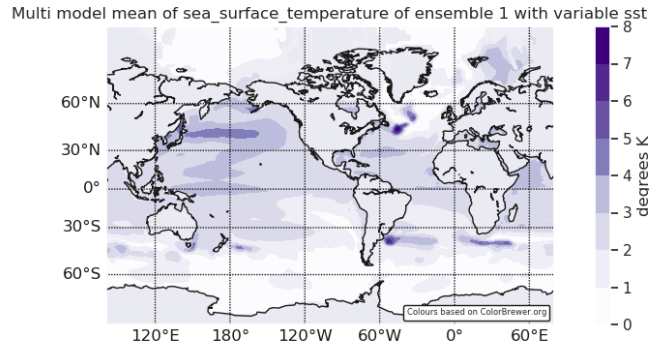 Multi model mean of sea_surface_temperature of ensemble 1 with variable sst
60°N
30°N
0°
30°S
60°S
120°E
180°
120°W
60°W
0°
60°E
8
7
6
5
4
3
2
1
0
degrees K
Colours based on ColorBrewer.org